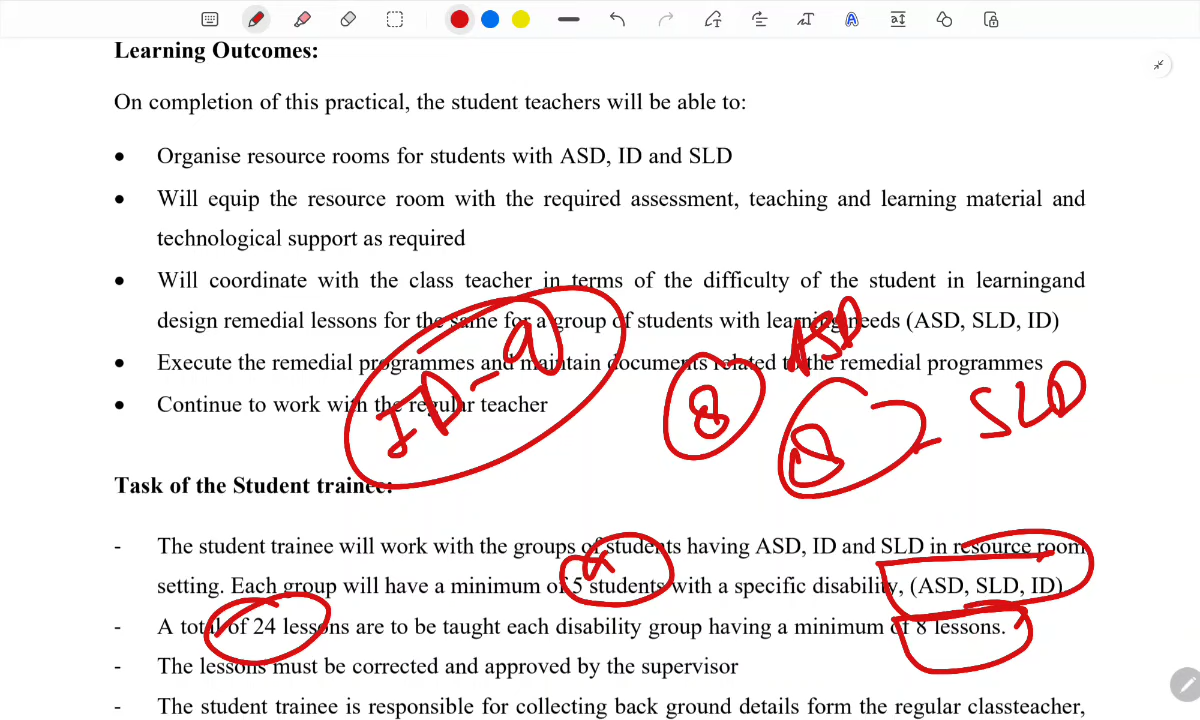 Learning Outcomes:
On completion of this practical, the student teachers will be able to:
• Organise resource rooms for students with ASD, ID and SLD
• Will equip the resource room with the required assessment, teaching and learning material and
technological support as required
• Will coordinate with the class teacher in terms of the difficulty of the student in learningand
design remedial lessons for the same for a group of students with learning needs (ASD, SLD, ID)
• Execute the remedial programmes and maintain documents related to the remedial programmes
• Continue to work with the regular teacher
ASD
8
SLD
Task of the Student trainee:
- The student trainee will work with the groups of students having ASD, ID and SLD in resource room
setting. Each group will have a minimum of 5 students with a specific disability, (ASD, SLD, ID)
- A total of 24 lessons are to be taught each disability group having a minimum of 8 lessons.
- The lessons must be corrected and approved by the supervisor
- The student trainee is responsible for collecting back ground details form the regular classteacher,